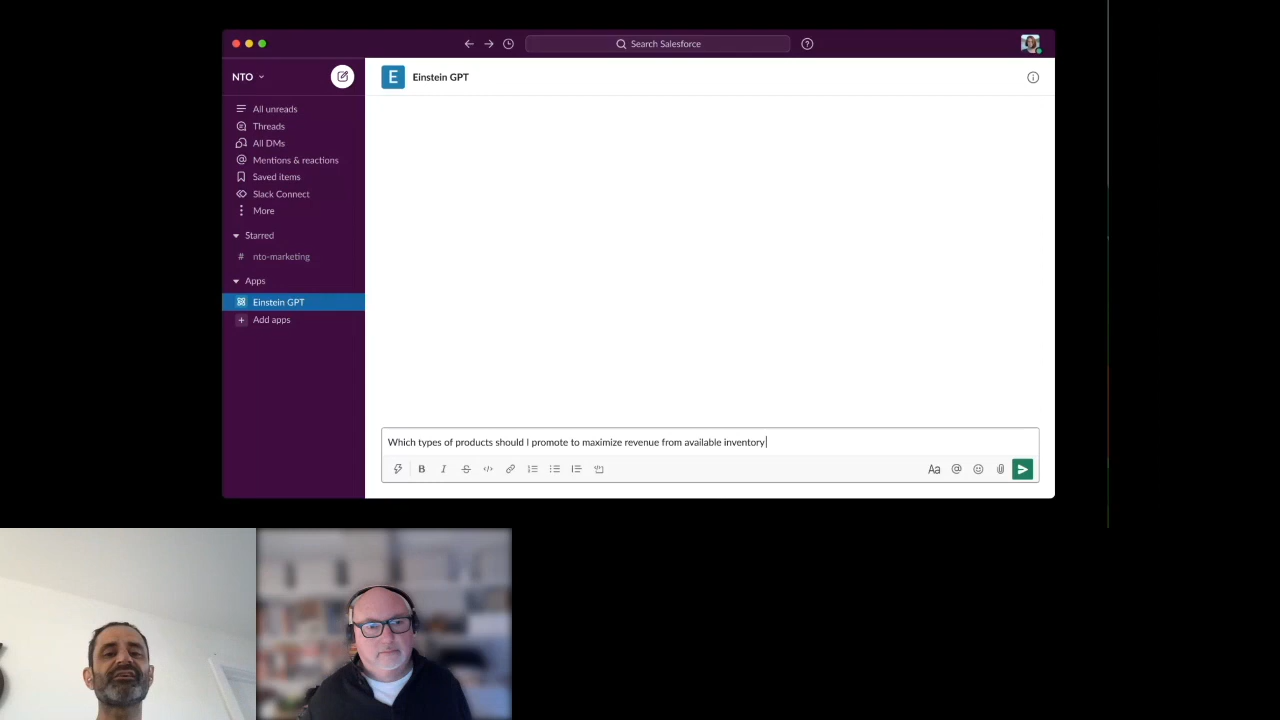 Search Salesforce
NTO
E Einstein GPT
All unreads
Threads
All DMs
Mentions & reactions
Saved items
Slack Connect
More
Starred
# nto-marketing
Apps
Einstein GPT
+ Add apps
Which types of products should I promote to maximize revenue from available inventory
B I S </> Aa @